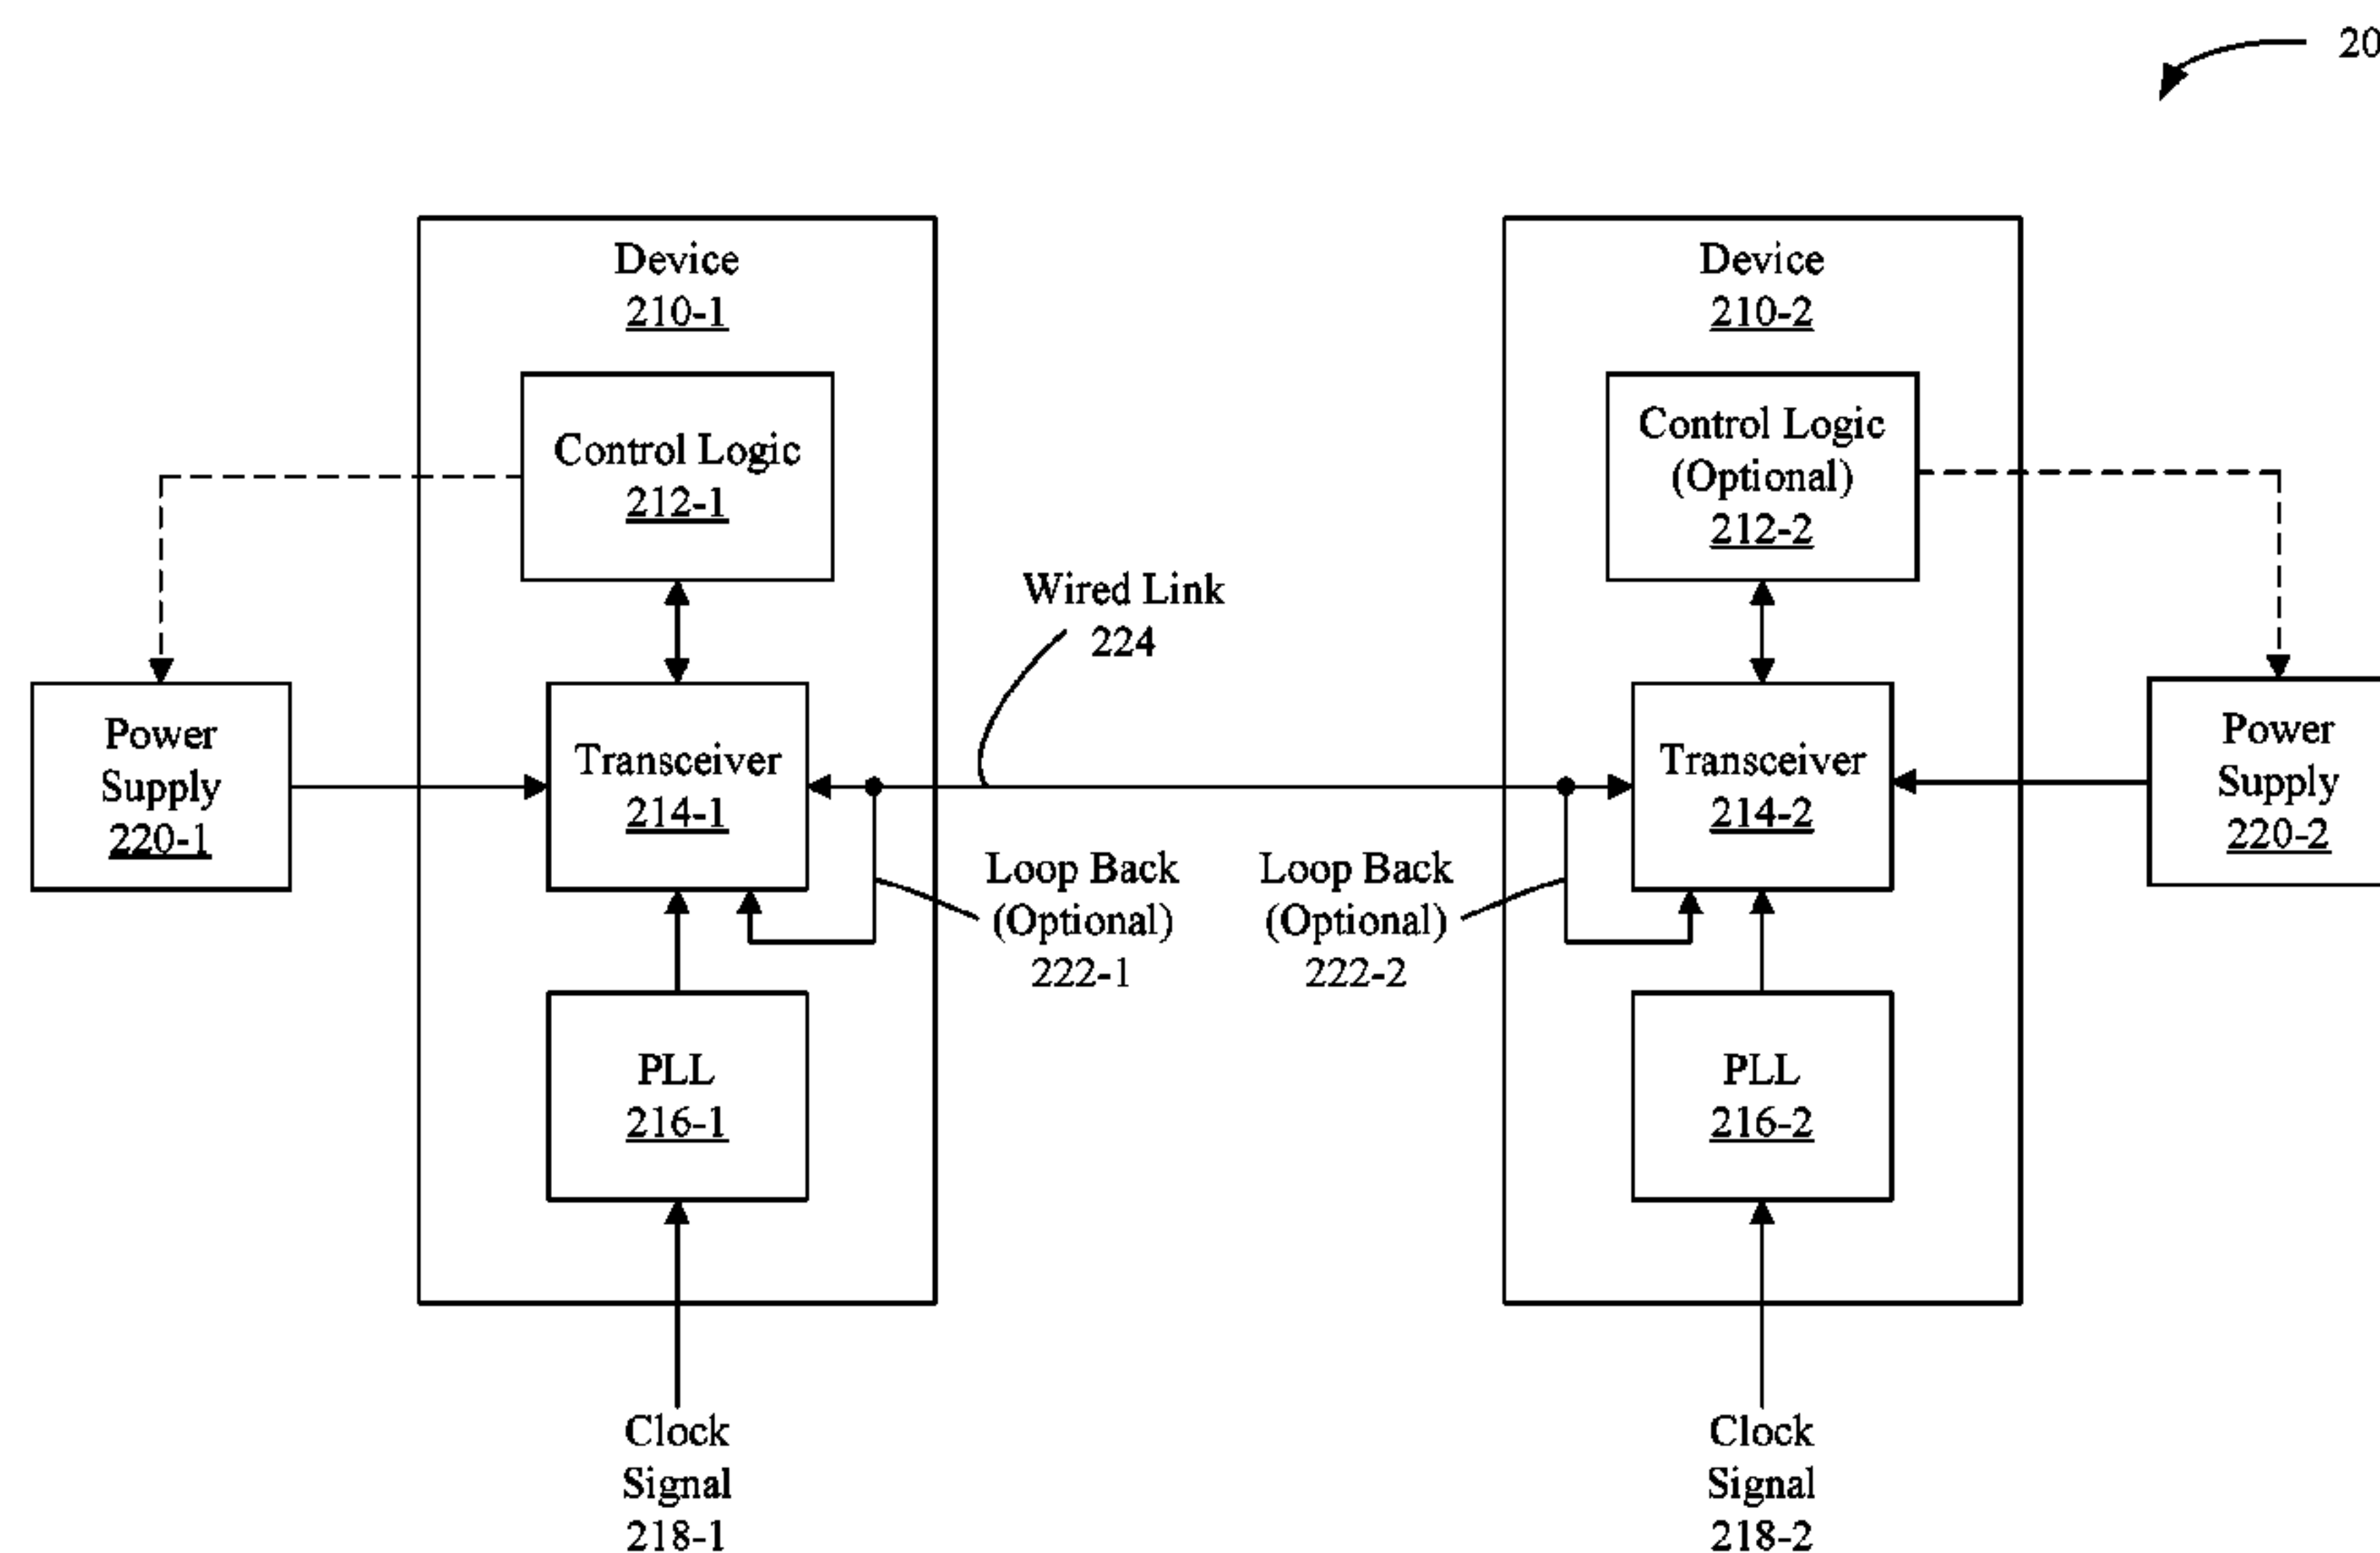 20
Device
210-1
Control Logic
212-1
Power
Supply
220-1
Transceiver
214-1
PLL
216-1
Clock
Signal
218-1
Wired Link
224
Loop Back
(Optional)
222-1
Loop Back
(Optional)
222-2
Device
210-2
Control Logic
(Optional)
212-2
Transceiver
214-2
Power
Supply
220-2
PLL
216-2
Clock
Signal
218-2